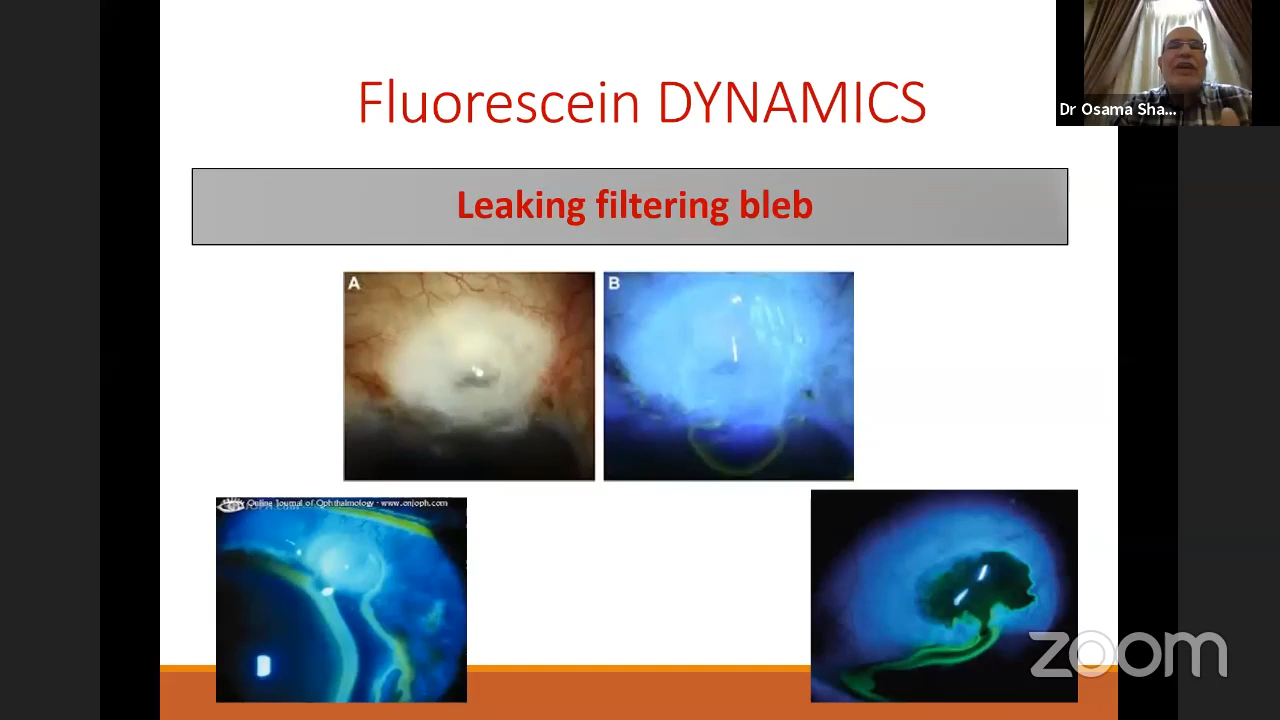 Fluorescein DYNAMICS
Dr Osama Sha...
Leaking filtering bleb
A
B
Online Journal of Ophthalmology - www.onjoph.com
zoom